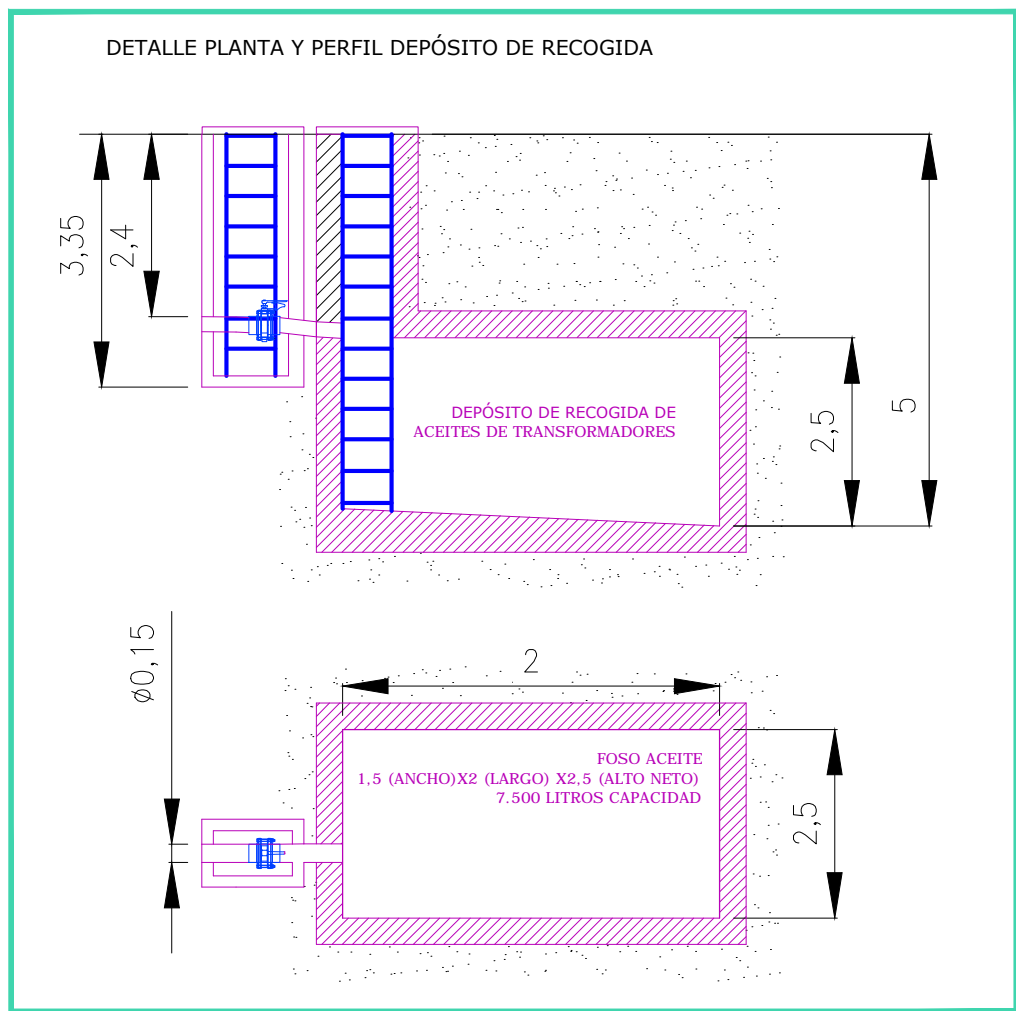 DETALLE PLANTA Y PERFIL DEPÓSITO DE RECOGIDA
3,35
2,4
5
2,5
DEPÓSITO DE RECOGIDA DE
ACEITES DE TRANSFORMADORES
ø0,15
2
FOSO ACEITE
1,5 (ANCHO)X2 (LARGO) X2,5 (ALTO NETO)
7.500 LITROS CAPACIDAD
2,5